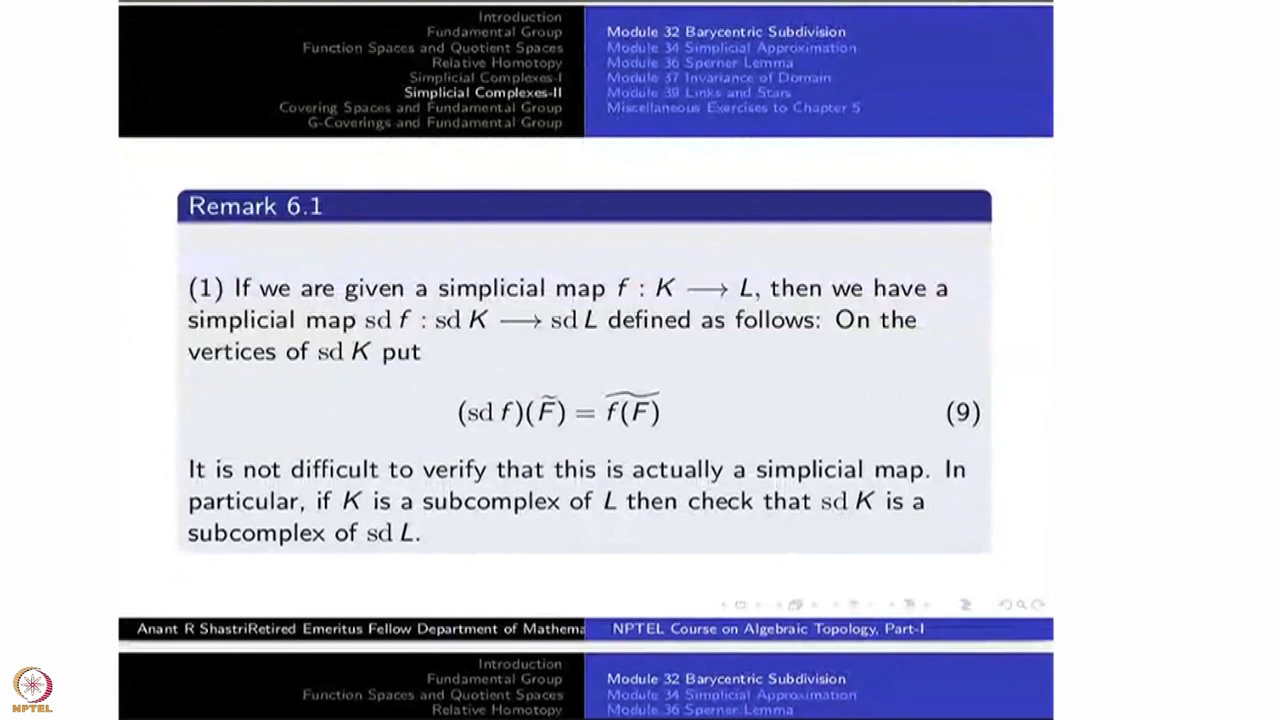 Introduction
Fundamental Group
Function Spaces and Quotient Spaces
Relative Homotopy
Simplicial Complexes-I
Simplicial Complexes-II
Covering Spaces and Fundamental Group
G-Coverings and Fundamental Group
Module 32 Barycentric Subdivision
Module 34 Simplicial Approximation
Module 36 Sperner Lemma
Module 37 Invariance of Domain
Module 39 Links and Stars
Miscellaneous Exercises to Chapter 5
Remark 6.1
(1) If we are given a simplicial map f : K ⟶ L, then we have a
simplicial map sd f : sd K ⟶ sd L defined as follows: On the
vertices of sd K put
(sd f)(F̃) = \widetilde{f(F)} (9)
It is not difficult to verify that this is actually a simplicial map. In
particular, if K is a subcomplex of L then check that sd K is a
subcomplex of sd L.
Anant R ShastriRetired Emeritus Fellow Department of Mathema
NPTEL Course on Algebraic Topology, Part-I
Introduction
Fundamental Group
Function Spaces and Quotient Spaces
Relative Homotopy
Module 32 Barycentric Subdivision
Module 34 Simplicial Approximation
Module 36 Sperner Lemma
NPTEL